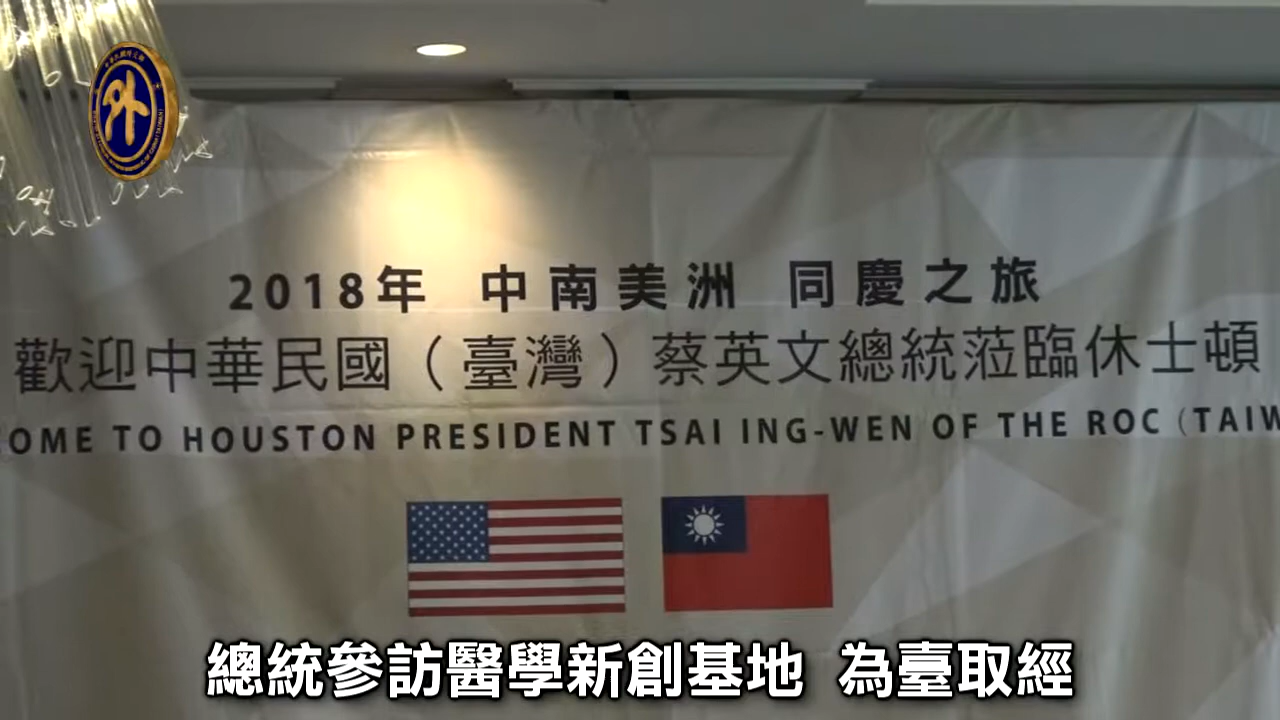 外
2018年 中南美洲 同慶之旅
歡迎中華民國（臺灣）蔡英文總統蒞臨休士頓
OME TO HOUSTON PRESIDENT TSAI ING-WEN OF THE ROC (TAIW
總統參訪醫學新創基地 為臺取經